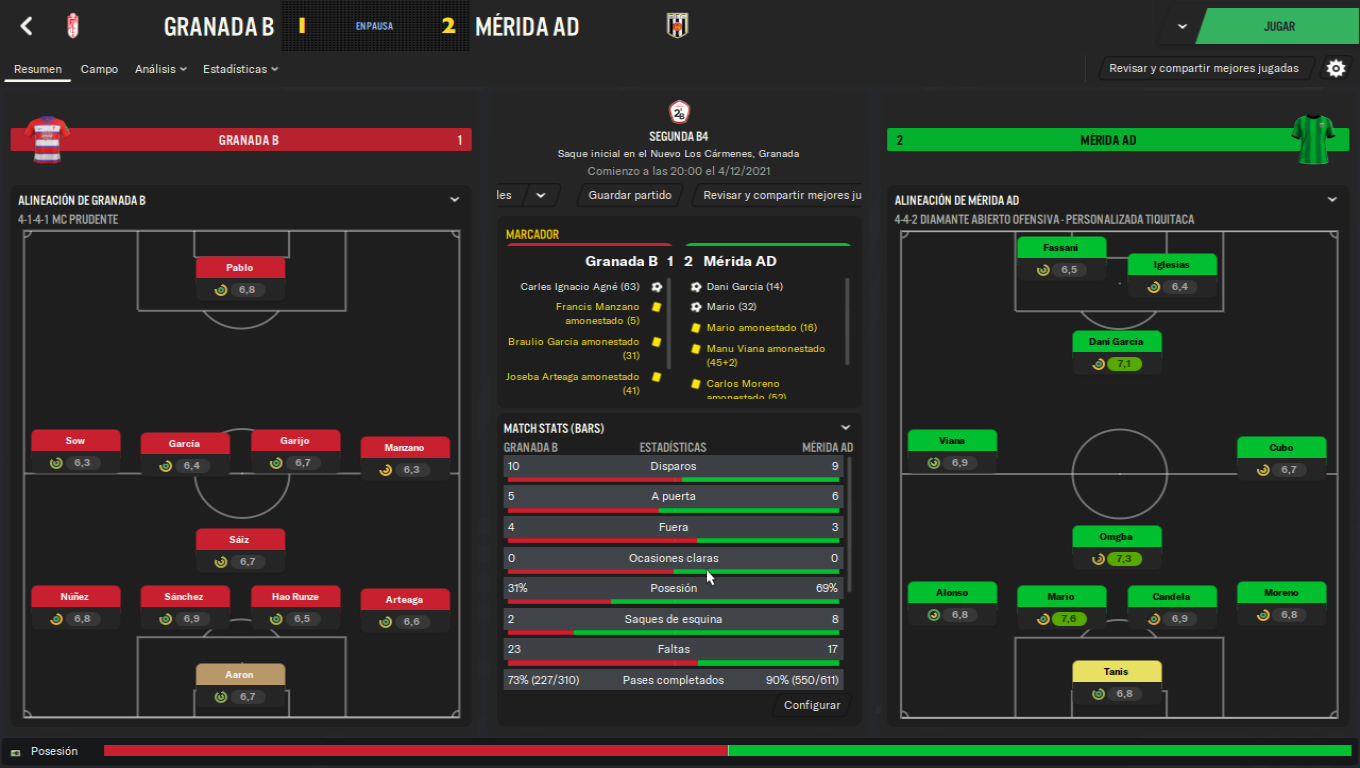 GRANADA B 1 EN PAUSA 2 MÉRIDA AD
JUGAR
Resumen Campo Análisis Estadísticas
Revisar y compartir mejores jugadas
GRANADA B 1
2B
SEGUNDA B4
Saque inicial en el Nuevo Los Cármenes, Granada
Comienzo a las 20:00 el 4/12/2021
les Guardar partido Revisar y compartir mejores ju
2 MÉRIDA AD
ALINEACIÓN DE GRANADA B
4-1-4-1 MC PRUDENTE
Pablo
6,8
Sow
6,3
García
6,4
Garijo
6,7
Manzano
6,3
Sáiz
6,7
Núñez
6,8
Sánchez
6,9
Hao Runze
6,5
Arteaga
6,6
Aaron
6,7
MARCADOR
Granada B 1 2 Mérida AD
Carles Ignacio Agné (63)
Francis Manzano
amonestado (5)
Braulio García amonestado
(31)
Joseba Arteaga amonestado
(41)
Dani García (14)
Mario (32)
Mario amonestado (16)
Manu Viana amonestado
(45+2)
Carlos Moreno
amonestado (52)
MATCH STATS (BARS)
GRANADA B ESTADÍSTICAS MÉRIDA AD
10 Disparos 9
5 A puerta 6
4 Fuera 3
0 Ocasiones claras 0
31% Posesión 69%
2 Saques de esquina 8
23 Faltas 17
73% (227/310) Pases completados 90% (550/611)
Configurar
ALINEACIÓN DE MÉRIDA AD
4-4-2 DIAMANTE ABIERTO OFENSIVA - PERSONALIZADA TIQUITACA
Fassani
6,5
Iglesias
6,4
Dani García
7,1
Viana
6,9
Cubo
6,7
Omgba
7,3
Alonso
6,8
Mario
7,6
Candela
6,9
Moreno
6,8
Tanis
6,8
Posesión